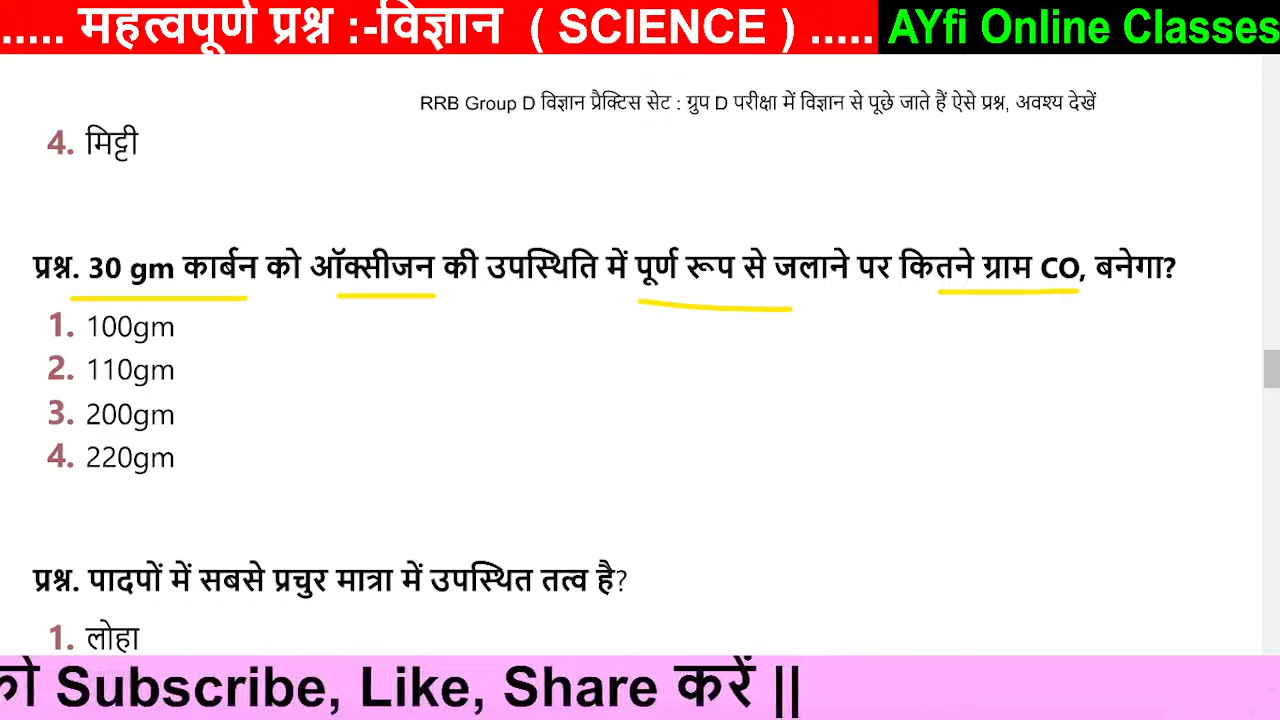 ..... महत्वपूर्ण प्रश्न :-विज्ञान ( SCIENCE ) ..... AYfi Online Classes
RRB Group D विज्ञान प्रैक्टिस सेट : ग्रुप D परीक्षा में विज्ञान से पूछे जाते हैं ऐसे प्रश्न, अवश्य देखें
4. मिट्टी
प्रश्न. 30 gm कार्बन को ऑक्सीजन की उपस्थिति में पूर्ण रूप से जलाने पर कितने ग्राम CO, बनेगा?
1. 100gm
2. 110gm
3. 200gm
4. 220gm
प्रश्न. पादपों में सबसे प्रचुर मात्रा में उपस्थित तत्व है?
1. लोहा
को Subscribe, Like, Share करें ||